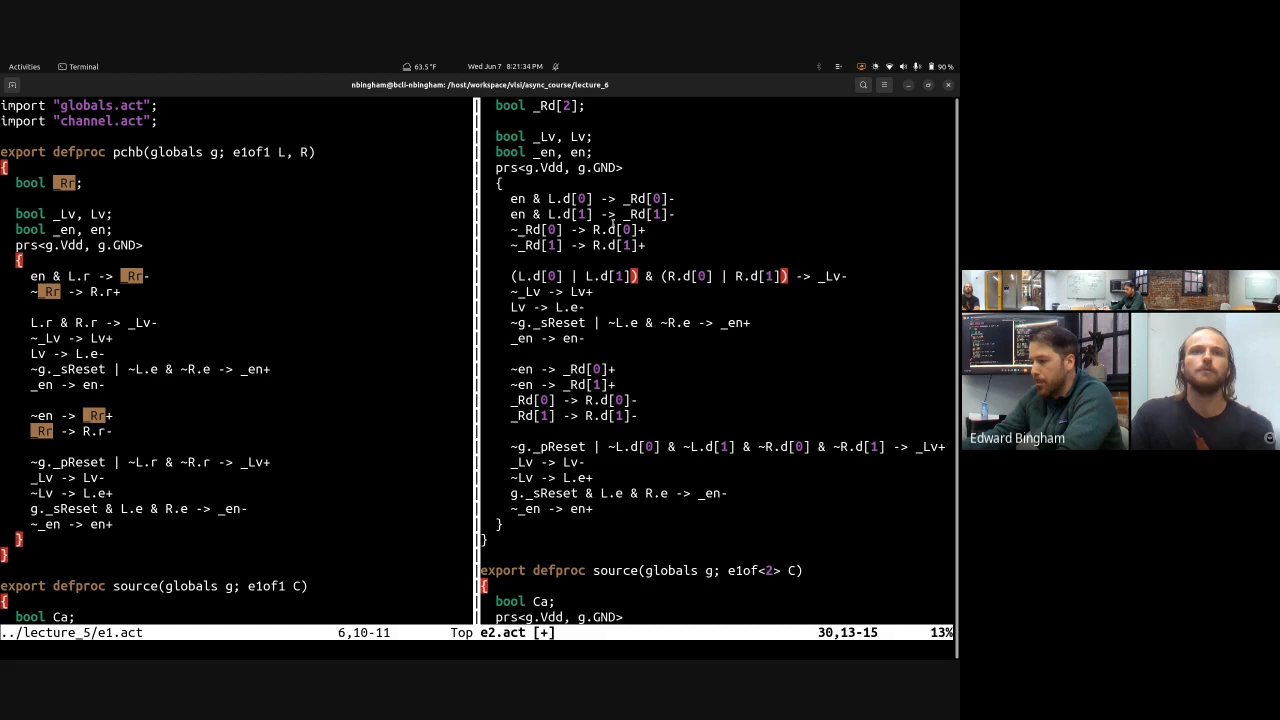 Activities
Terminal
63.5 °F
Wed Jun 7 8:21:34 PM
90 %
nbingham@bcli-nbingham: /host/workspace/vlsi/async_course/lecture_6
import "globals.act";
import "channel.act";
export defproc pchb(globals g; e1of1 L, R)
{
bool _Rr;
bool _Lv, Lv;
bool _en, en;
prs<g.Vdd, g.GND>
{
en & L.r -> _Rr-
~_Rr -> R.r+
L.r & R.r -> _Lv-
~_Lv -> Lv+
Lv -> L.e-
~g._sReset | ~L.e & ~R.e -> _en+
_en -> en-
~en -> _Rr+
_Rr -> R.r-
~g._pReset | ~L.r & ~R.r -> _Lv+
_Lv -> Lv-
~Lv -> L.e+
g._sReset & L.e & R.e -> _en-
~_en -> en+
}
}
export defproc source(globals g; e1of1 C)
{
bool Ca;
../lecture_5/e1.act 6,10-11 Top
bool _Rd[2];
bool _Lv, Lv;
bool _en, en;
prs<g.Vdd, g.GND>
{
en & L.d[0] -> _Rd[0]-
en & L.d[1] -> _Rd[1]-
~_Rd[0] -> R.d[0]+
~_Rd[1] -> R.d[1]+
(L.d[0] | L.d[1]) & (R.d[0] | R.d[1]) -> _Lv-
~_Lv -> Lv+
Lv -> L.e-
~g._sReset | ~L.e & ~R.e -> _en+
_en -> en-
~en -> _Rd[0]+
~en -> _Rd[1]+
_Rd[0] -> R.d[0]-
_Rd[1] -> R.d[1]-
~g._pReset | ~L.d[0] & ~L.d[1] & ~R.d[0] & ~R.d[1] -> _Lv+
_Lv -> Lv-
~Lv -> L.e+
g._sReset & L.e & R.e -> _en-
~_en -> en+
}
}
export defproc source(globals g; e1of<2> C)
{
bool Ca;
prs<g.Vdd, g.GND>
e2.act [+] 30,13-15 13%
Edward Bingham